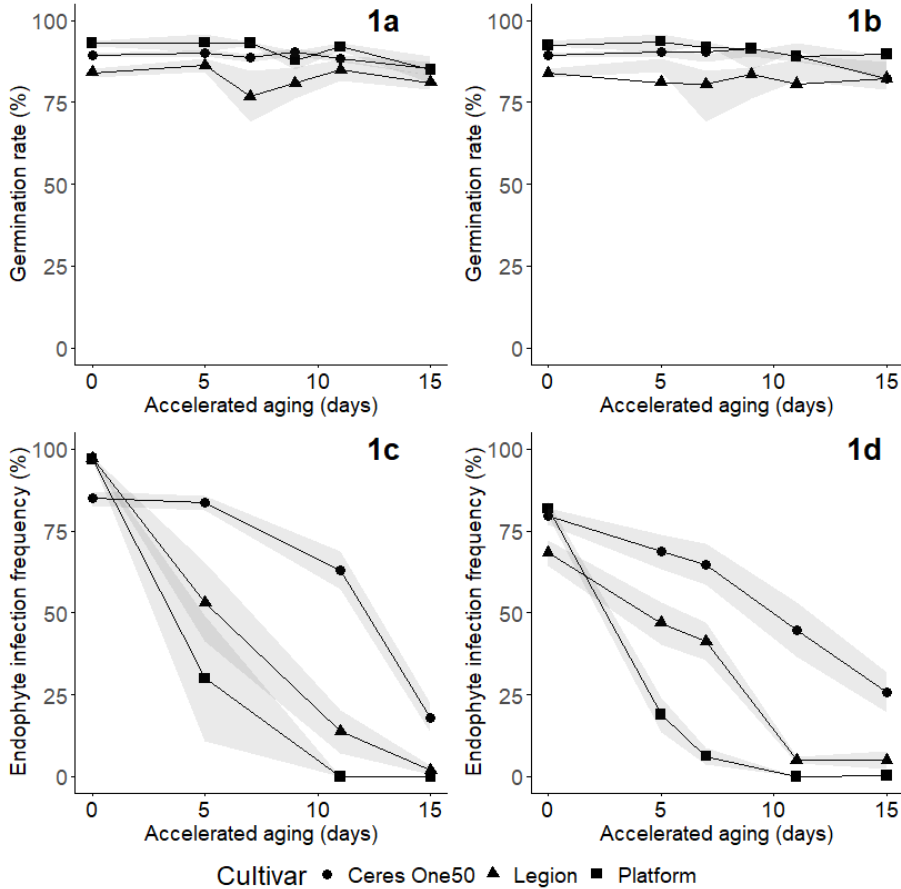 1a
100
75
50
25
0
Germination rate (%)
0 5 10 15
Accelerated aging (days)
1b
100
75
50
25
0
Germination rate (%)
0 5 10 15
Accelerated aging (days)
1c
100
75
50
25
0
Endophyte infection frequency (%)
0 5 10 15
Accelerated aging (days)
1d
100
75
50
25
0
Endophyte infection frequency (%)
0 5 10 15
Accelerated aging (days)
Cultivar Ceres One50 Legion Platform